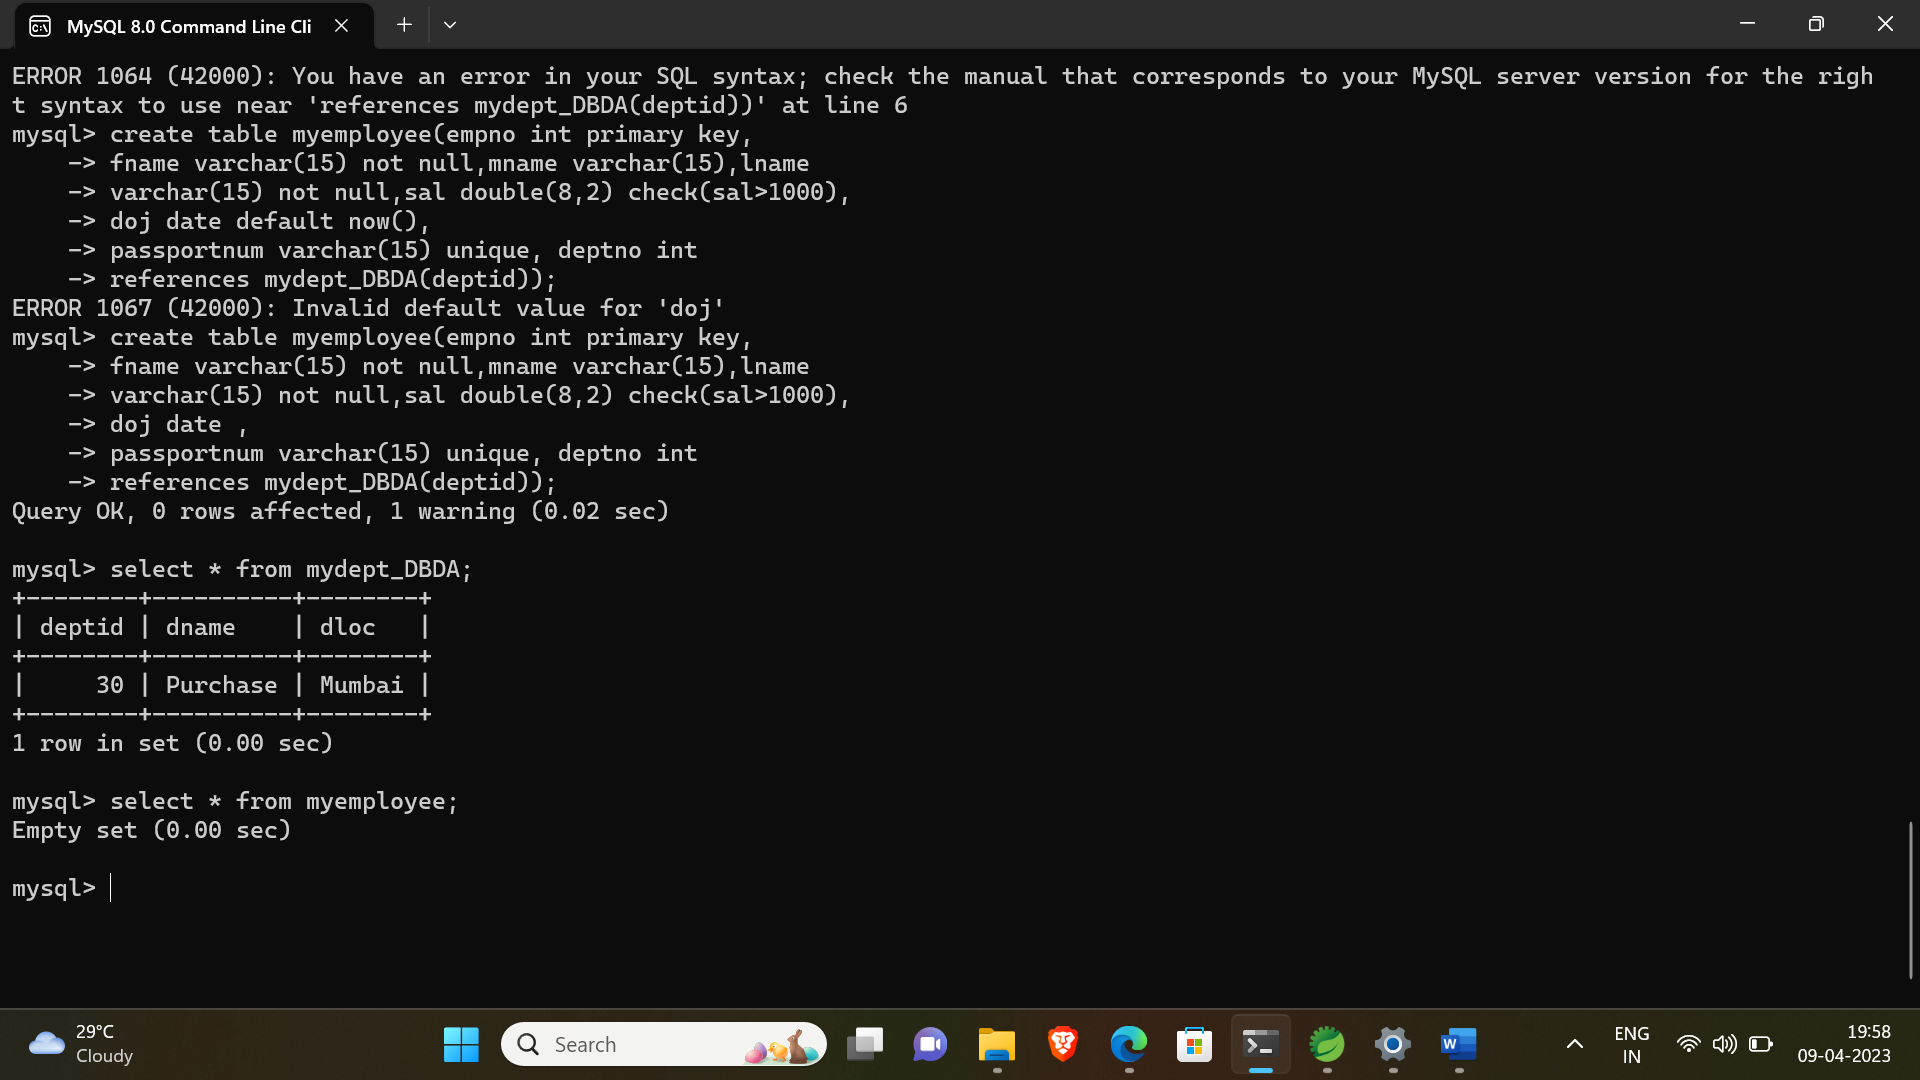 MySQL 8.0 Command Line Cli
ERROR 1064 (42000): You have an error in your SQL syntax; check the manual that corresponds to your MySQL server version for the righ
t syntax to use near 'references mydept_DBDA(deptid))' at line 6
mysql> create table myemployee(empno int primary key,
    -> fname varchar(15) not null,mname varchar(15),lname
    -> varchar(15) not null,sal double(8,2) check(sal>1000),
    -> doj date default now(),
    -> passportnum varchar(15) unique, deptno int
    -> references mydept_DBDA(deptid));
ERROR 1067 (42000): Invalid default value for 'doj'
mysql> create table myemployee(empno int primary key,
    -> fname varchar(15) not null,mname varchar(15),lname
    -> varchar(15) not null,sal double(8,2) check(sal>1000),
    -> doj date ,
    -> passportnum varchar(15) unique, deptno int
    -> references mydept_DBDA(deptid));
Query OK, 0 rows affected, 1 warning (0.02 sec)

mysql> select * from mydept_DBDA;
+--------+----------+--------+
| deptid | dname    | dloc   |
+--------+----------+--------+
|     30 | Purchase | Mumbai |
+--------+----------+--------+
1 row in set (0.00 sec)

mysql> select * from myemployee;
Empty set (0.00 sec)

mysql>
29°C
Cloudy
Search
ENG
IN
19:58
09-04-2023